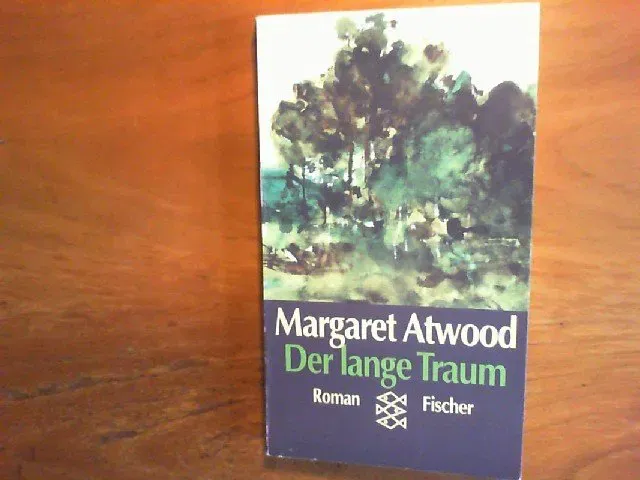 Margaret Atwood
Der lange Traum
Roman Fischer